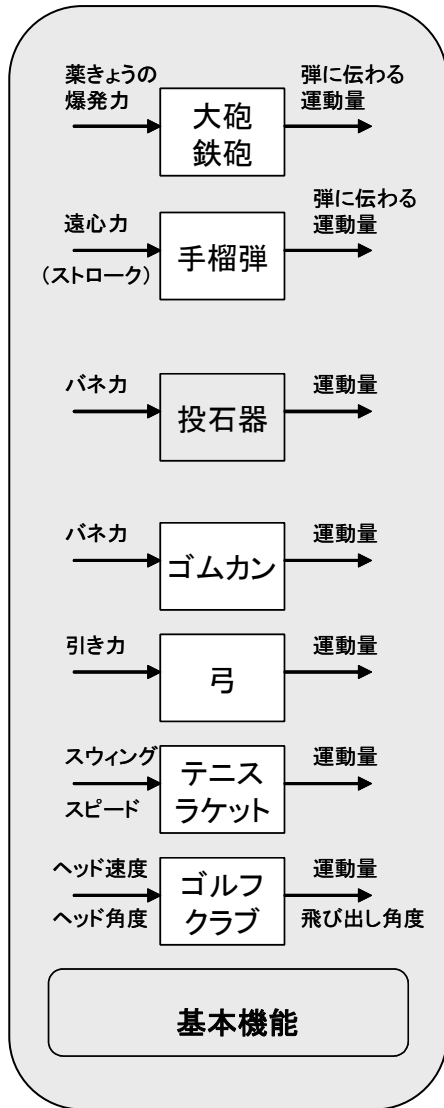 薬きょうの
爆発力
大砲
鉄砲
弾に伝わる
運動量
遠心力
(ストローク)
手榴弾
弾に伝わる
運動量
バネ力
投石器
運動量
バネ力
ゴムカン
運動量
引き力
弓
運動量
スウィング
スピード
テニス
ラケット
運動量
ヘッド速度
ヘッド角度
ゴルフ
クラブ
運動量
飛び出し角度
基本機能